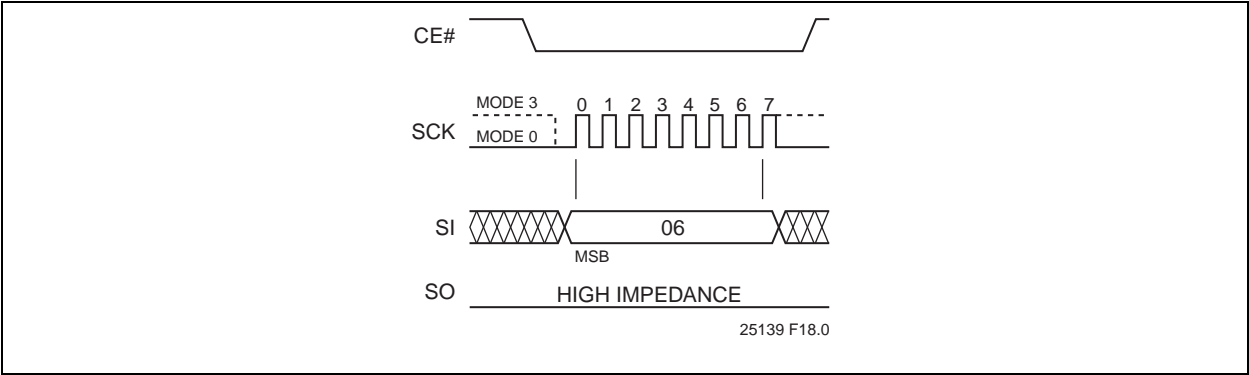 CE#
MODE 3
0 1 2 3 4 5 6 7
SCK
MODE 0
SI
06
MSB
SO
HIGH IMPEDANCE
25139 F18.0